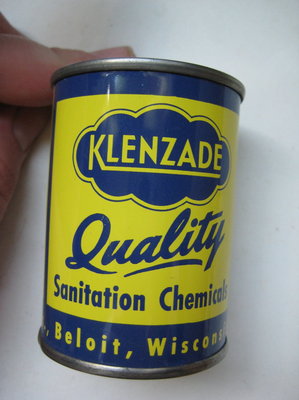 KLENZADE
Quality
Sanitation Chemicals
Beloit, Wiscons